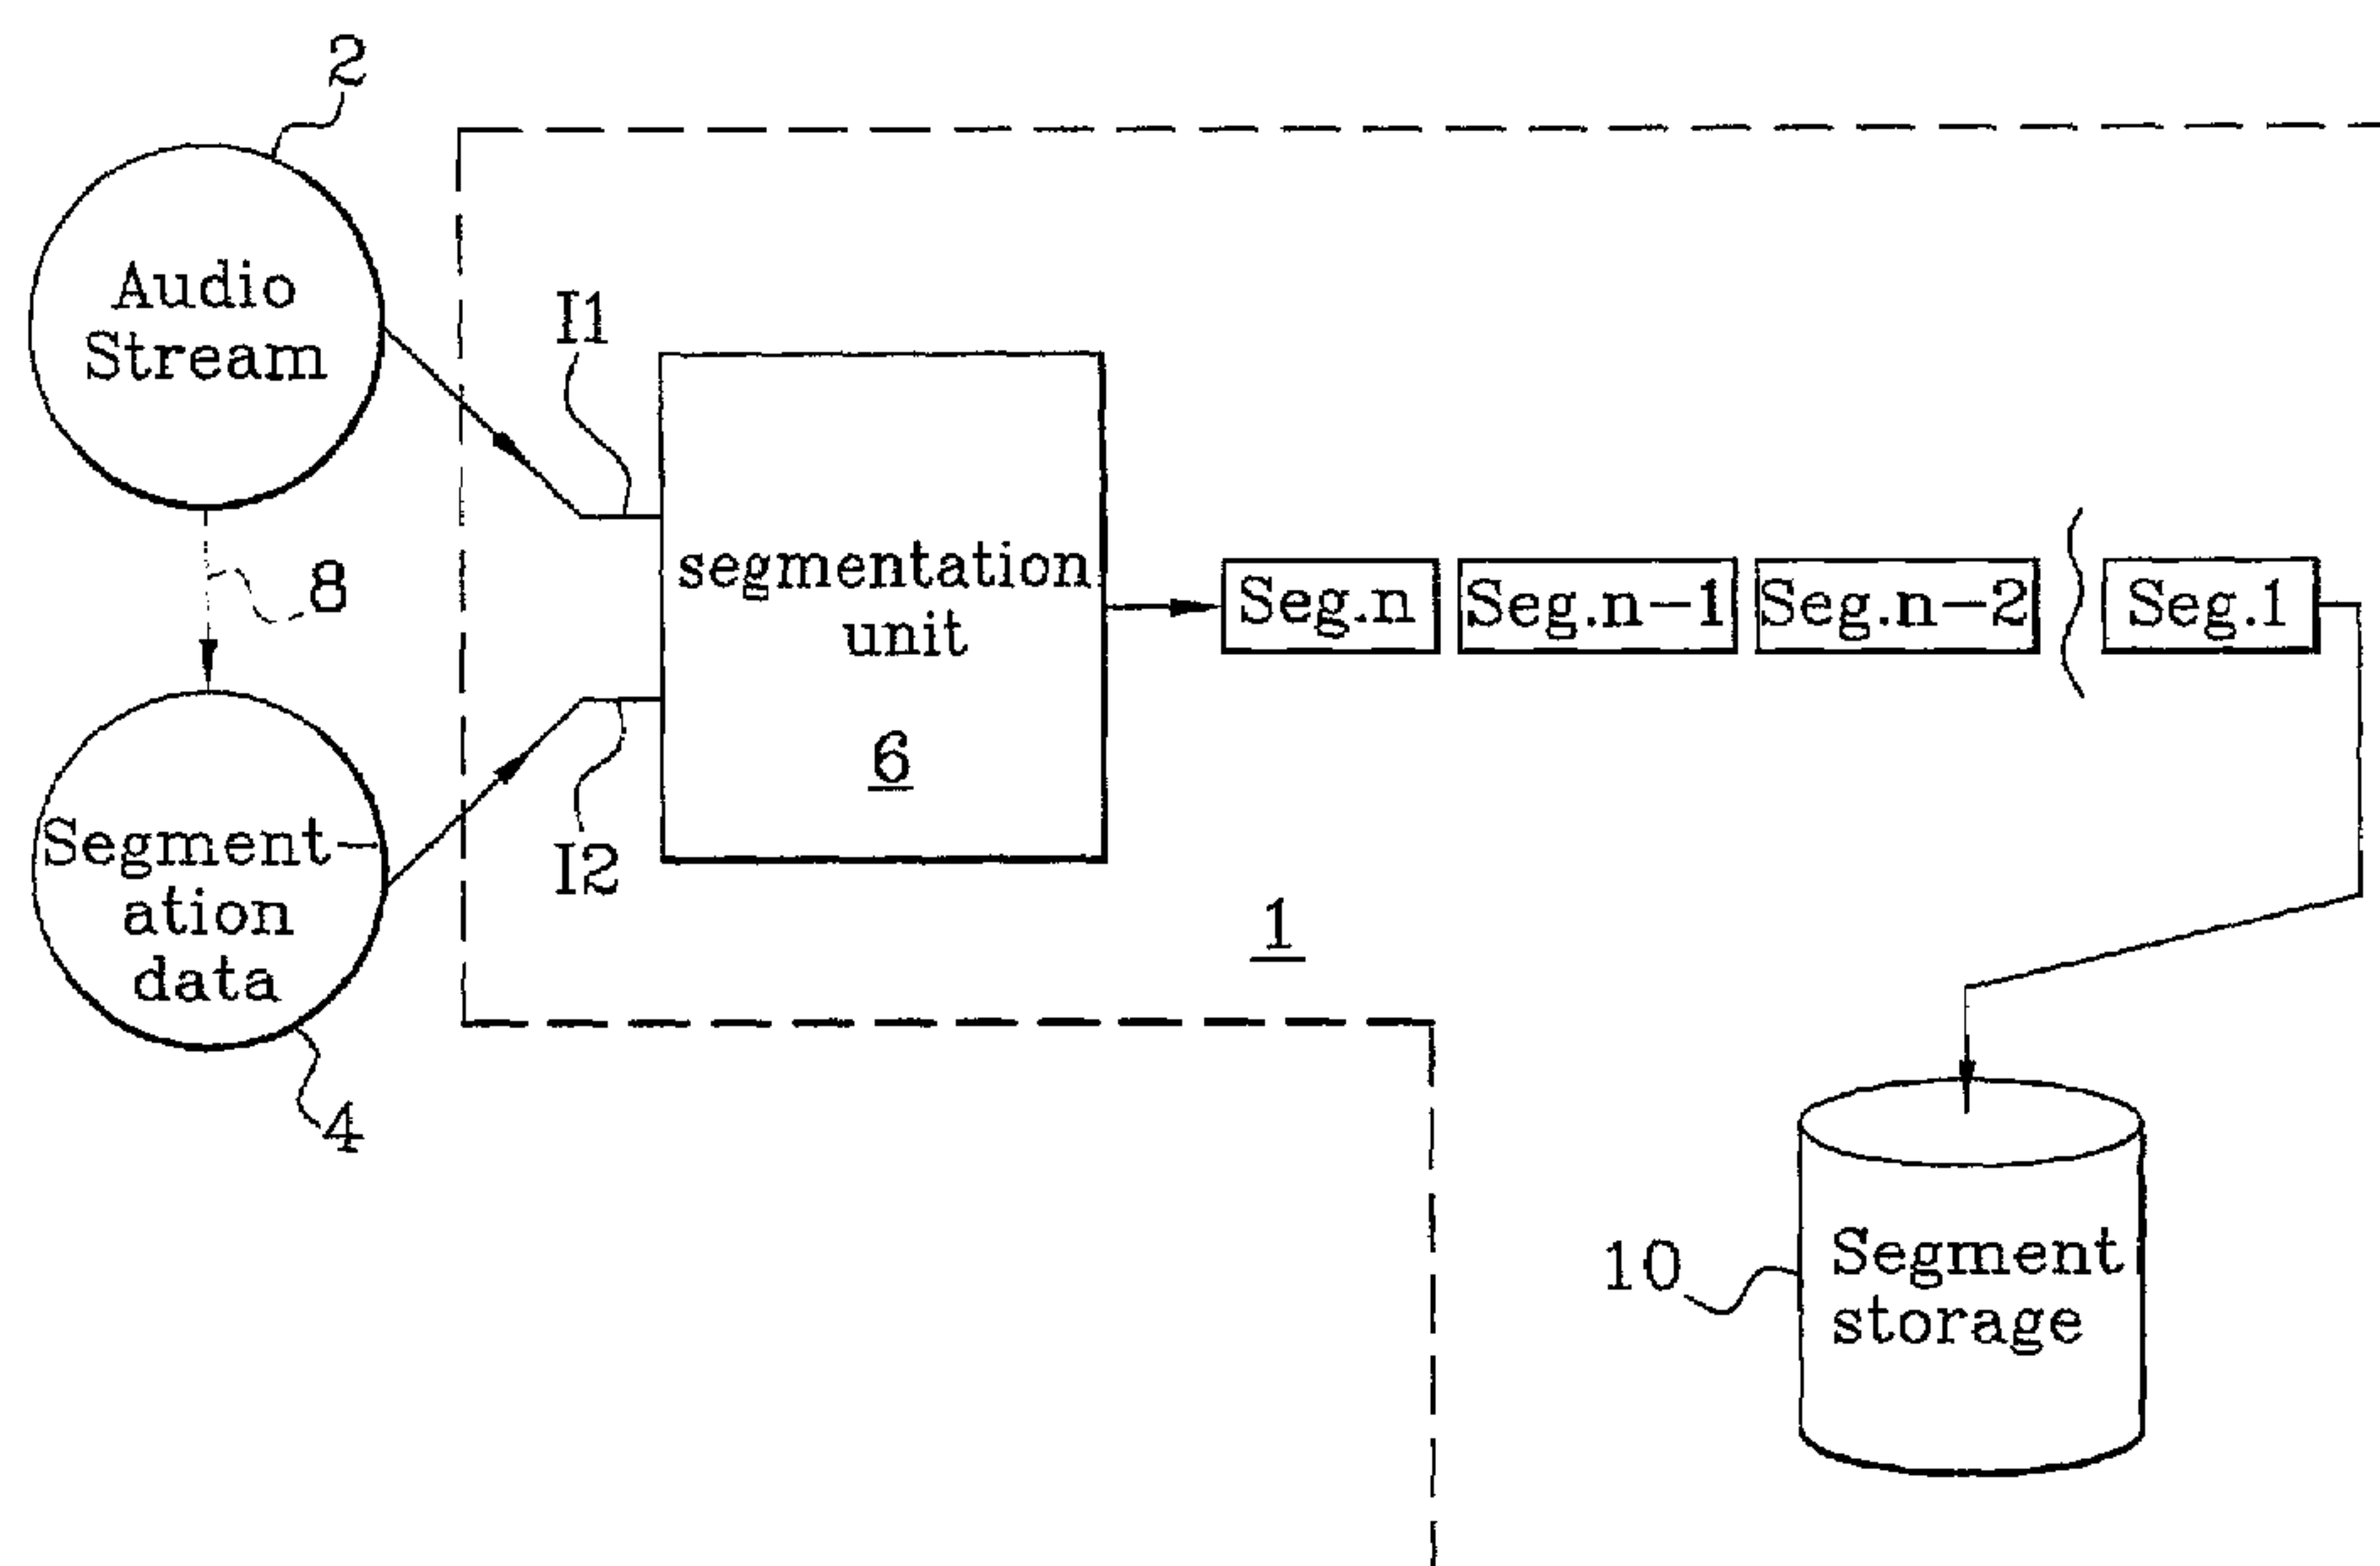 2
Audio
Stream
I1
8
segmentation
unit
6
Seg.n
Seg.n-1
Seg.n-2
Seg.1
Segment-
ation
data
I2
4
1
10
Segment
storage